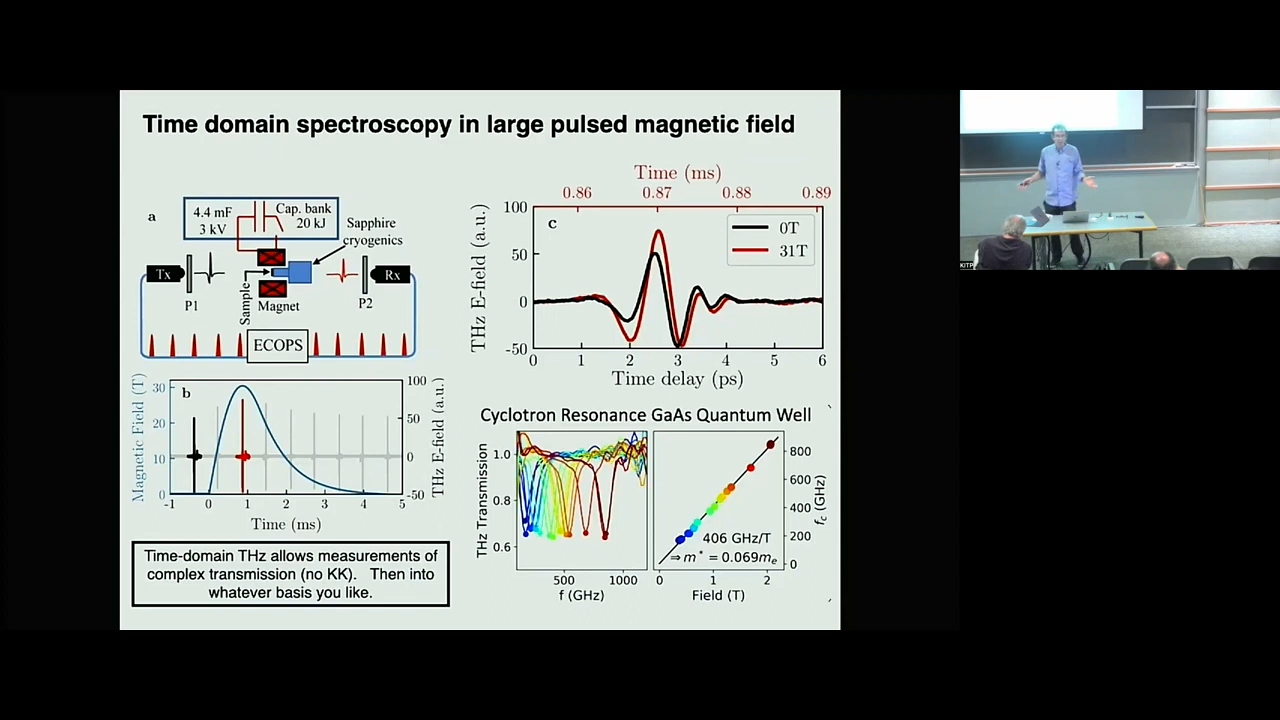 Time domain spectroscopy in large pulsed magnetic field
a
4.4 mF
3 kV
Cap. bank
20 kJ
Sapphire
cryogenics
Tx
P1
Sample
Magnet
P2
Rx
ECOPS
b
Magnetic Field (T)
30
20
10
0
100
50
0
-50
THz E-field (a.u.)
-1 0 1 2 3 4 5
Time (ms)
Time-domain THz allows measurements of
complex transmission (no KK). Then into
whatever basis you like.
Time (ms)
0.86 0.87 0.88 0.89
c
THz E-field (a.u.)
100
50
0
-50
0T
31T
0 1 2 3 4 5 6
Time delay (ps)
Cyclotron Resonance GaAs Quantum Well
THz Transmission
1.0
0.8
0.6
500 1000
f (GHz)
406 GHz/T
⇒ m* = 0.069mₑ
0 1 2
Field (T)
800
600
400
200
0
f_c (GHz)
KITP